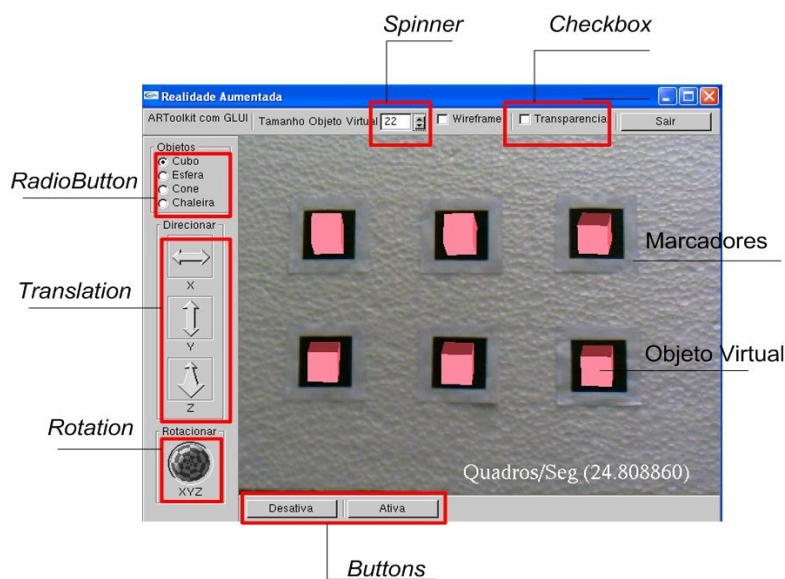 Spinner
Checkbox
Realidade Aumentada
ARToolkit com GLUI
Tamanho Objeto Virtual
22
Wireframe
Transparencia
Sair
Objetos
Cubo
Esfera
Cone
Chaleira
RadioButton
Direcionar
X
Y
Z
Translation
Rotacionar
XYZ
Rotation
Marcadores
Objeto Virtual
Quadros/Seg (24.808860)
Desativa
Ativa
Buttons